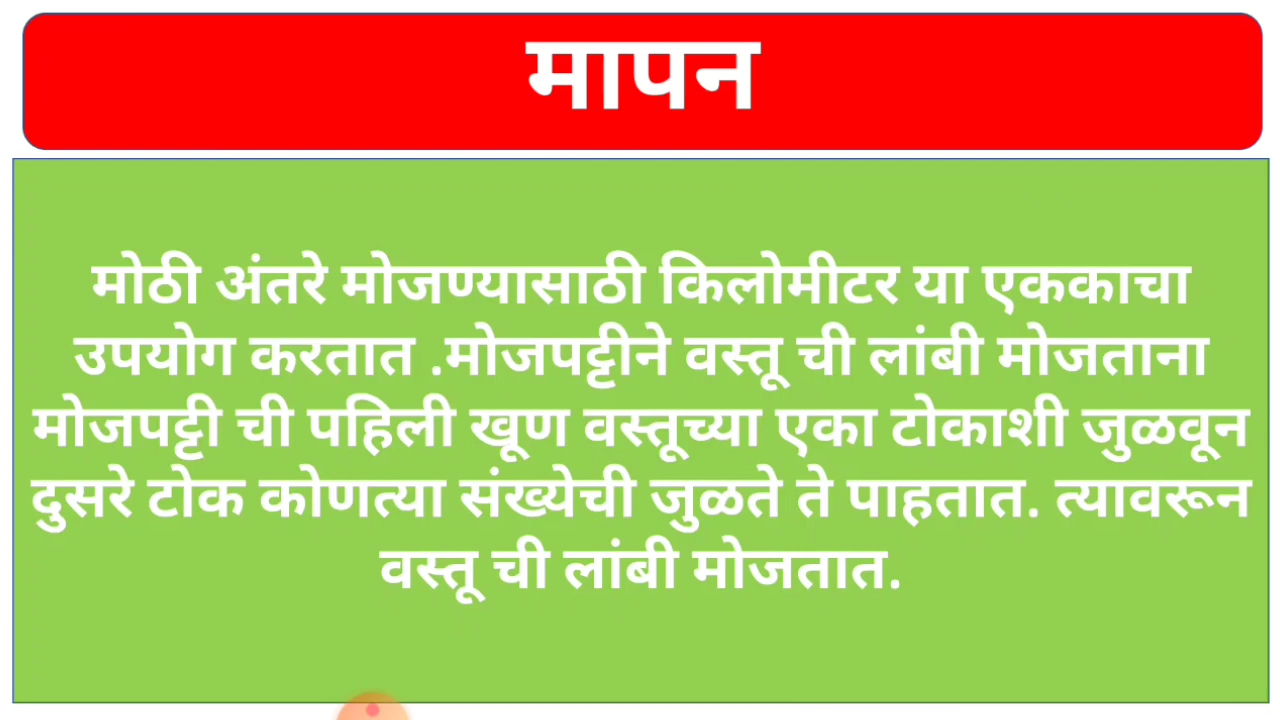 मापन
मोठी अंतरे मोजण्यासाठी किलोमीटर या एककाचा
उपयोग करतात .मोजपट्टीने वस्तू ची लांबी मोजताना
मोजपट्टी ची पहिली खूण वस्तूच्या एका टोकाशी जुळवून
दुसरे टोक कोणत्या संख्येची जुळते ते पाहतात. त्यावरून
वस्तू ची लांबी मोजतात.